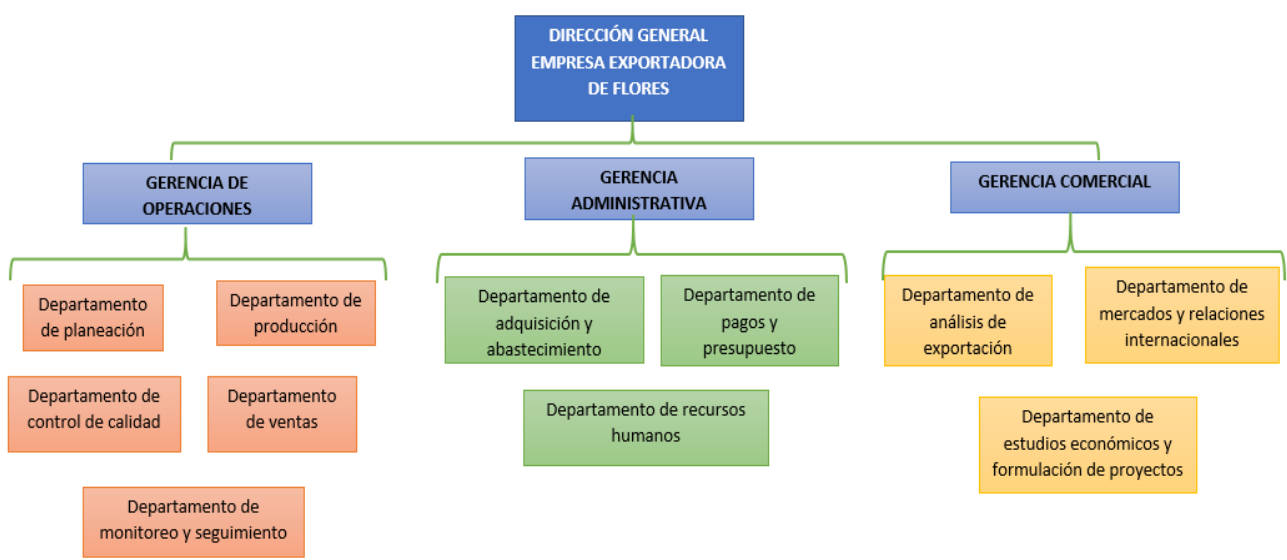 DIRECCIÓN GENERAL
EMPRESA EXPORTADORA
DE FLORES
GERENCIA DE
OPERACIONES
GERENCIA
ADMINISTRATIVA
GERENCIA COMERCIAL
Departamento
de planeación
Departamento de
producción
Departamento de
control de calidad
Departamento
de ventas
Departamento de
monitoreo y seguimiento
Departamento de
adquisición y
abastecimiento
Departamento de
pagos y
presupuesto
Departamento de recursos
humanos
Departamento de
análisis de
exportación
Departamento de
mercados y relaciones
internacionales
Departamento de
estudios económicos y
formulación de proyectos